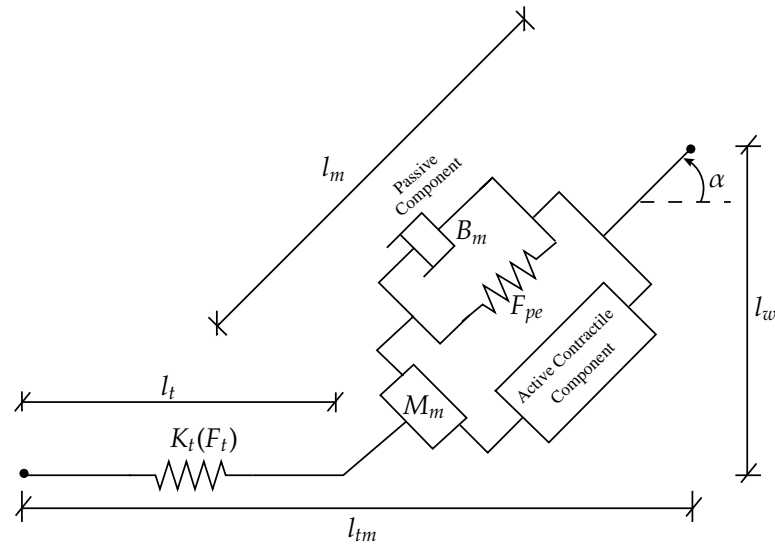 l_m
Passive
Component
B_m
α
F_pe
l_w
Active Contractile
Component
l_t
M_m
K_t(F_t)
l_tm